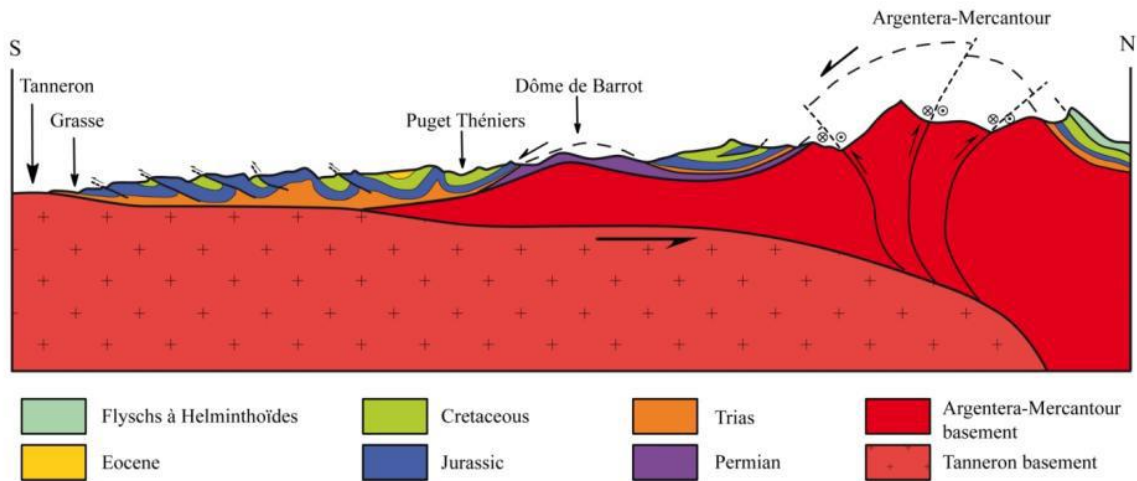 Argentera-Mercantour
S
N
Tanneron
Dôme de Barrot
Grasse
Puget Théniers
Flyschs à Helminthoïdes
Cretaceous
Trias
Argentera-Mercantour
basement
Eocene
Jurassic
Permian
Tanneron basement